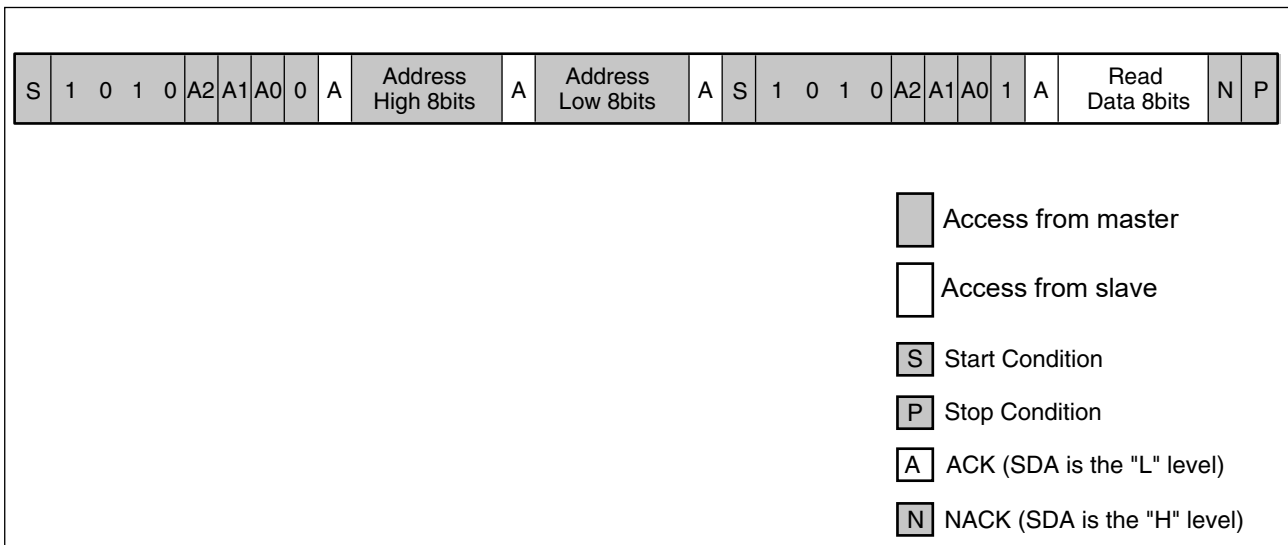 S 1 0 1 0 A2 A1 A0 0 A Address High 8bits A Address Low 8bits A S 1 0 1 0 A2 A1 A0 1 A Read Data 8bits N P
Access from master
Access from slave
S Start Condition
P Stop Condition
A ACK (SDA is the "L" level)
N NACK (SDA is the "H" level)